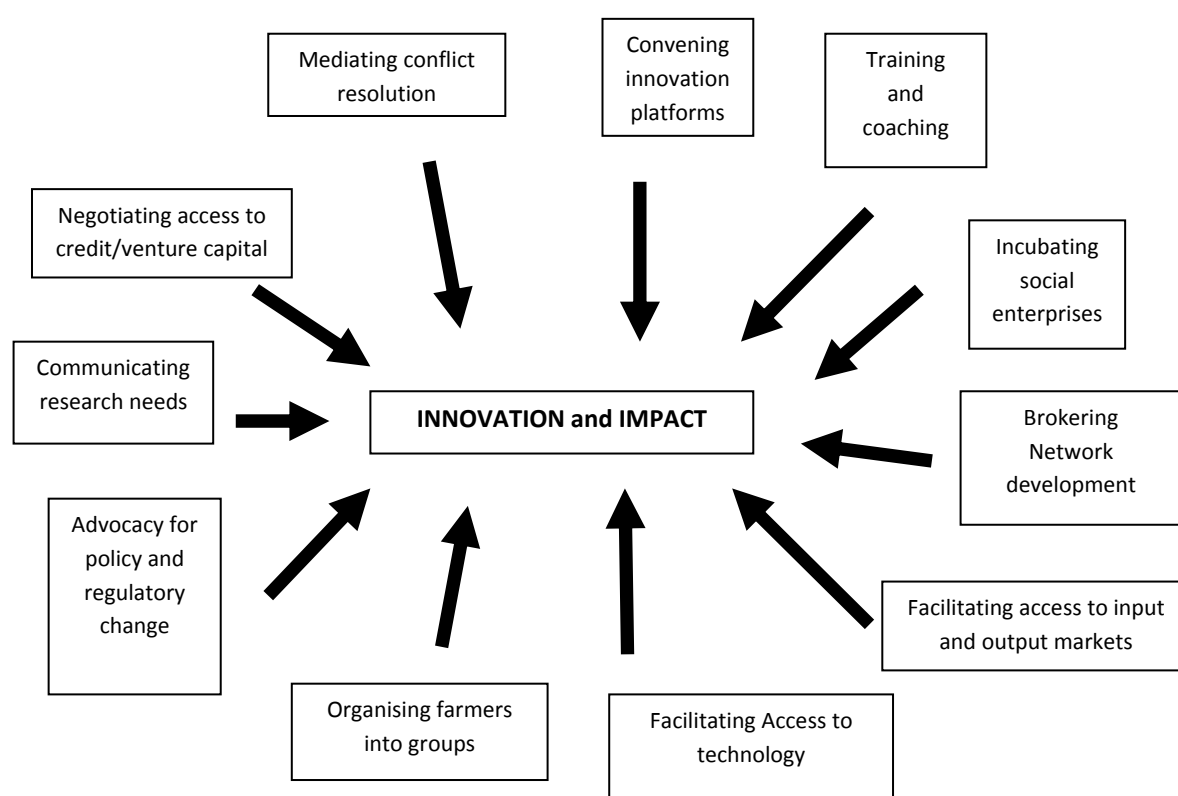 Mediating conflict
resolution
Convening
innovation
platforms
Training
and
coaching
Negotiating access to
credit/venture capital
Incubating
social
enterprises
Communicating
research needs
INNOVATION and IMPACT
Brokering
Network
development
Advocacy for
policy and
regulatory
change
Facilitating access to input
and output markets
Organising farmers
into groups
Facilitating Access to
technology